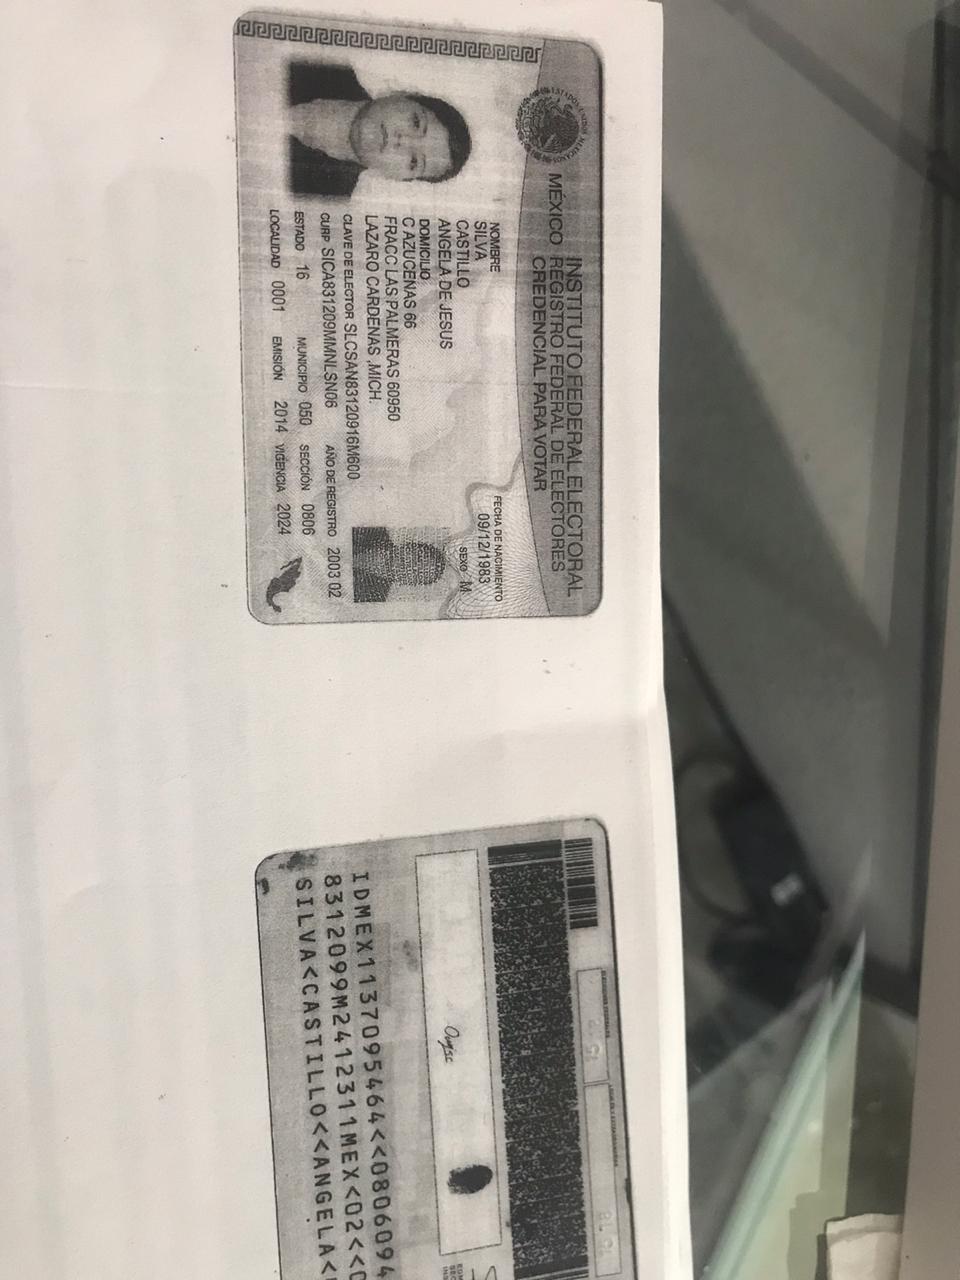 ESTADOS UNIDOS MEXICANOS
INSTITUTO FEDERAL ELECTORAL
MÉXICO REGISTRO FEDERAL DE ELECTORES
CREDENCIAL PARA VOTAR
NOMBRE
SILVA
CASTILLO
ANGELA DE JESUS
FECHA DE NACIMIENTO
09/12/1983
SEXO M
DOMICILIO
C AZUCENAS 66
FRACC LAS PALMERAS 60950
LAZARO CARDENAS ,MICH.
CLAVE DE ELECTOR SLCSAN83120916M600
CURP SICA831209MMNLSN06 AÑO DE REGISTRO 2003 02
ESTADO 16 MUNICIPIO 050 SECCIÓN 0806
LOCALIDAD 0001 EMISIÓN 2014 VIGENCIA 2024
IDMEX1137095464<<0806094
8312099M2412311MEX<02<<0
SILVA<CASTILLO<<ANGELA<